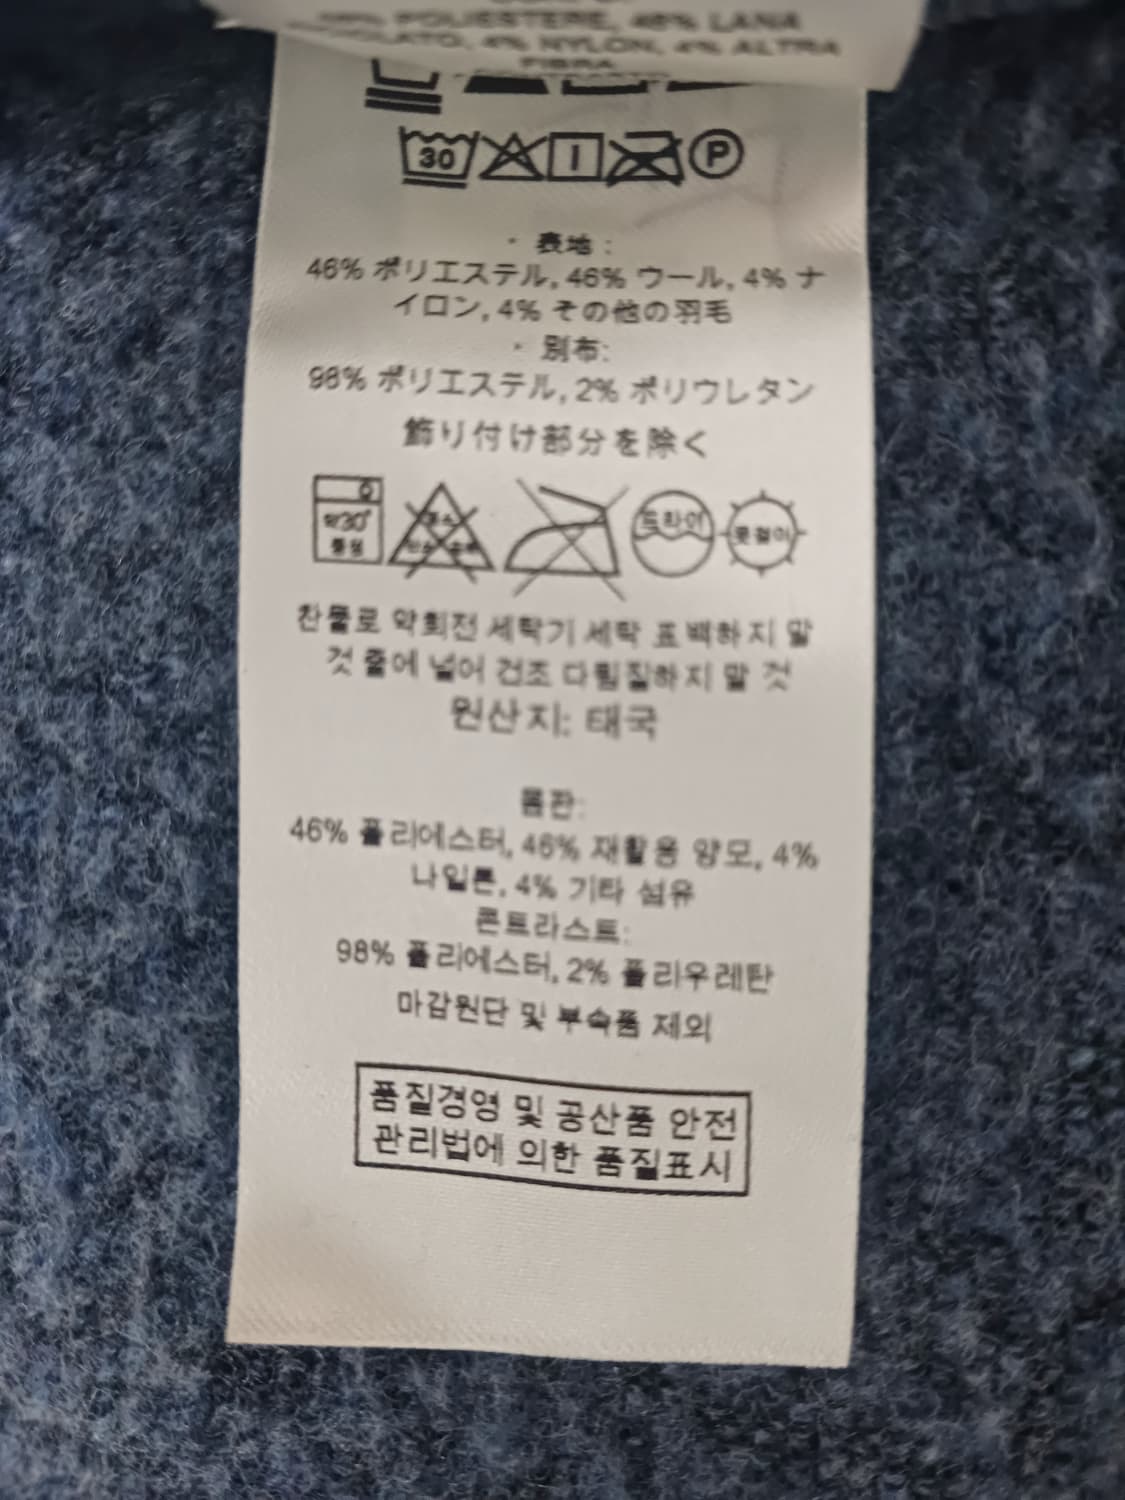 POLIESTERE, 46% LANA
4% NYLON, 4% ALTRA
FIBRA
30
P
・表地:
46% ポリエステル, 46% ウール, 4% ナ
イロン, 4% その他の羽毛
・別布:
98% ポリエステル, 2% ポリウレタン
飾り付け部分を除く
약30°
중성
드라이
옷걸이
찬물로 약회전 세탁기 세탁 표백하지 말
것 줄에 널어 건조 다림질하지 말 것
원산지: 태국
몸판:
46% 폴리에스터, 46% 재활용 양모, 4%
나일론, 4% 기타 섬유
콘트라스트:
98% 폴리에스터, 2% 폴리우레탄
마감원단 및 부속품 제외
품질경영 및 공산품 안전
관리법에 의한 품질표시